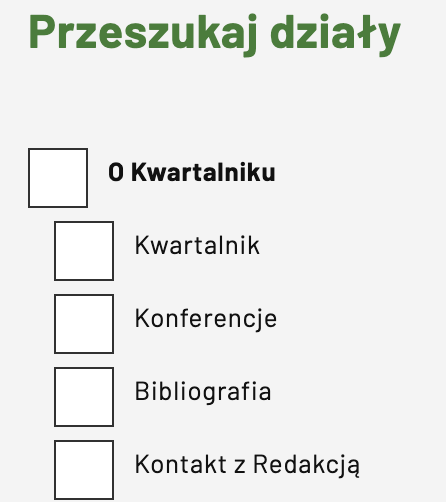 Przeszukaj działy
O Kwartalniku
Kwartalnik
Konferencje
Bibliografia
Kontakt z Redakcją